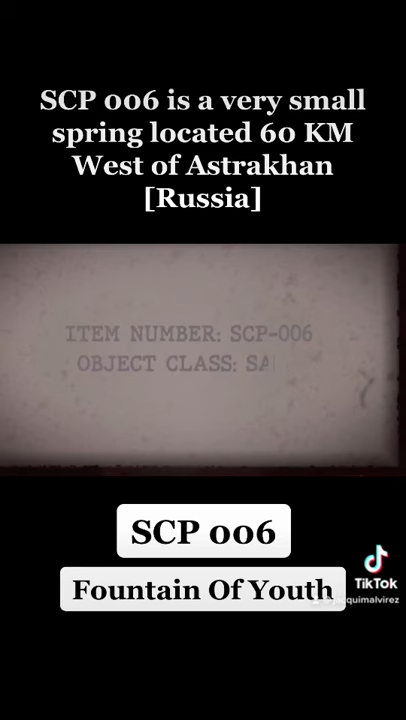 SCP 006 is a very small
spring located 60 KM
West of Astrakhan
[Russia]
ITEM NUMBER: SCP-006
OBJECT CLASS: SA
SCP 006
Fountain Of Youth
TikTok